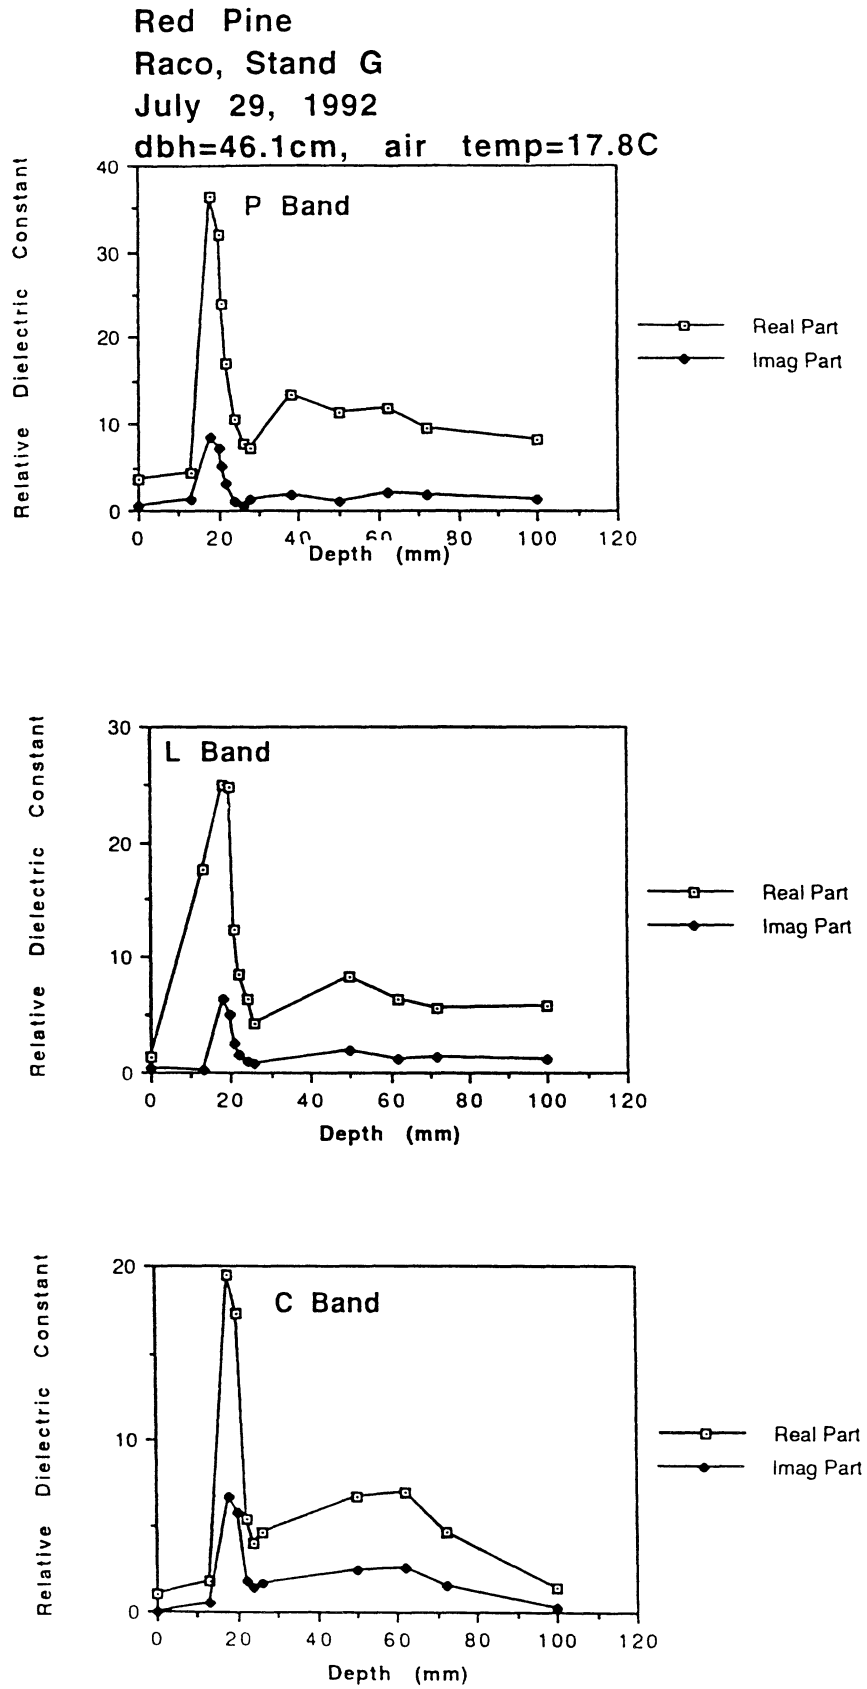 Red Pine
Raco, Stand G
July 29, 1992
dbh=46.1cm, air temp=17.8C
Relative Dielectric Constant
P Band
40
30
20
10
0
0 20 40 60 80 100 120
Depth (mm)
Real Part
Imag Part
Relative Dielectric Constant
L Band
30
20
10
0
0 20 40 60 80 100 120
Depth (mm)
Real Part
Imag Part
Relative Dielectric Constant
C Band
20
10
0
0 20 40 60 80 100 120
Depth (mm)
Real Part
Imag Part